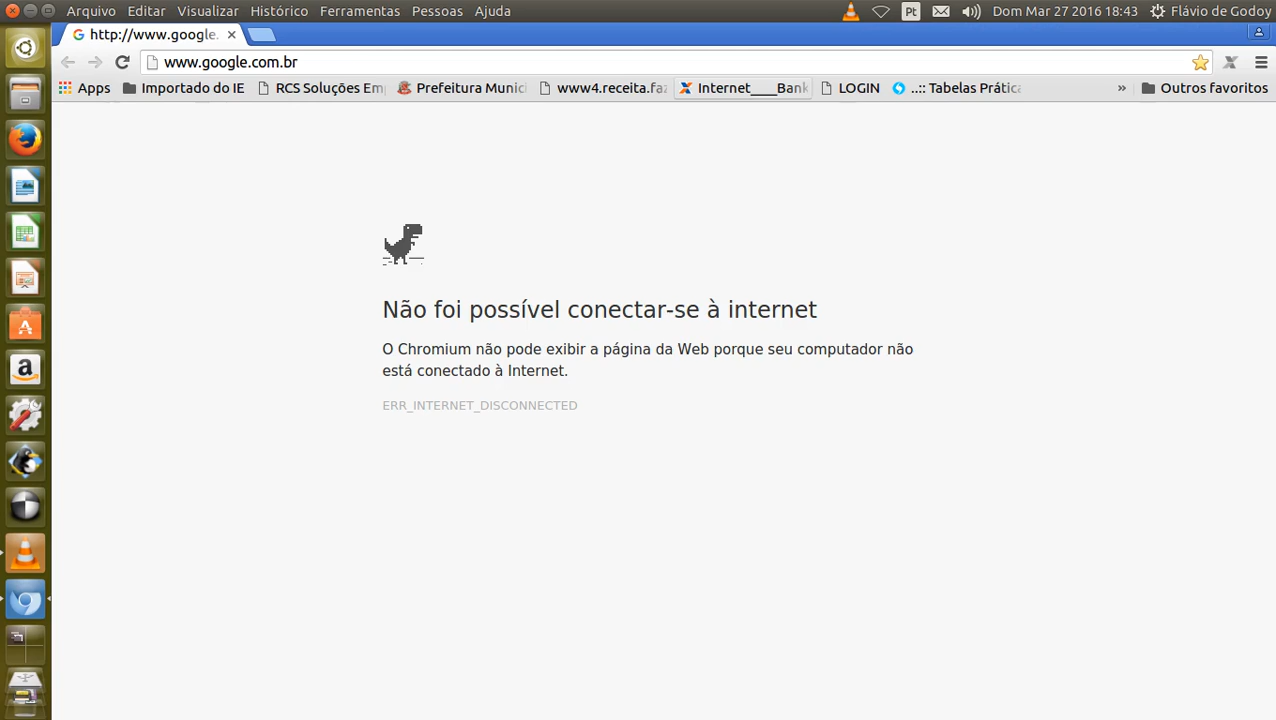 Arquivo Editar Visualizar Histórico Ferramentas Pessoas Ajuda Pt Dom Mar 27 2016 18:43 Flávio de Godoy
http://www.google.
www.google.com.br
Apps Importado do IE RCS Soluções Em Prefeitura Munic www4.receita.fa Internet____Bank LOGIN ..:: Tabelas Prátic » Outros favoritos
Não foi possível conectar-se à internet
O Chromium não pode exibir a página da Web porque seu computador não
está conectado à Internet.
ERR_INTERNET_DISCONNECTED